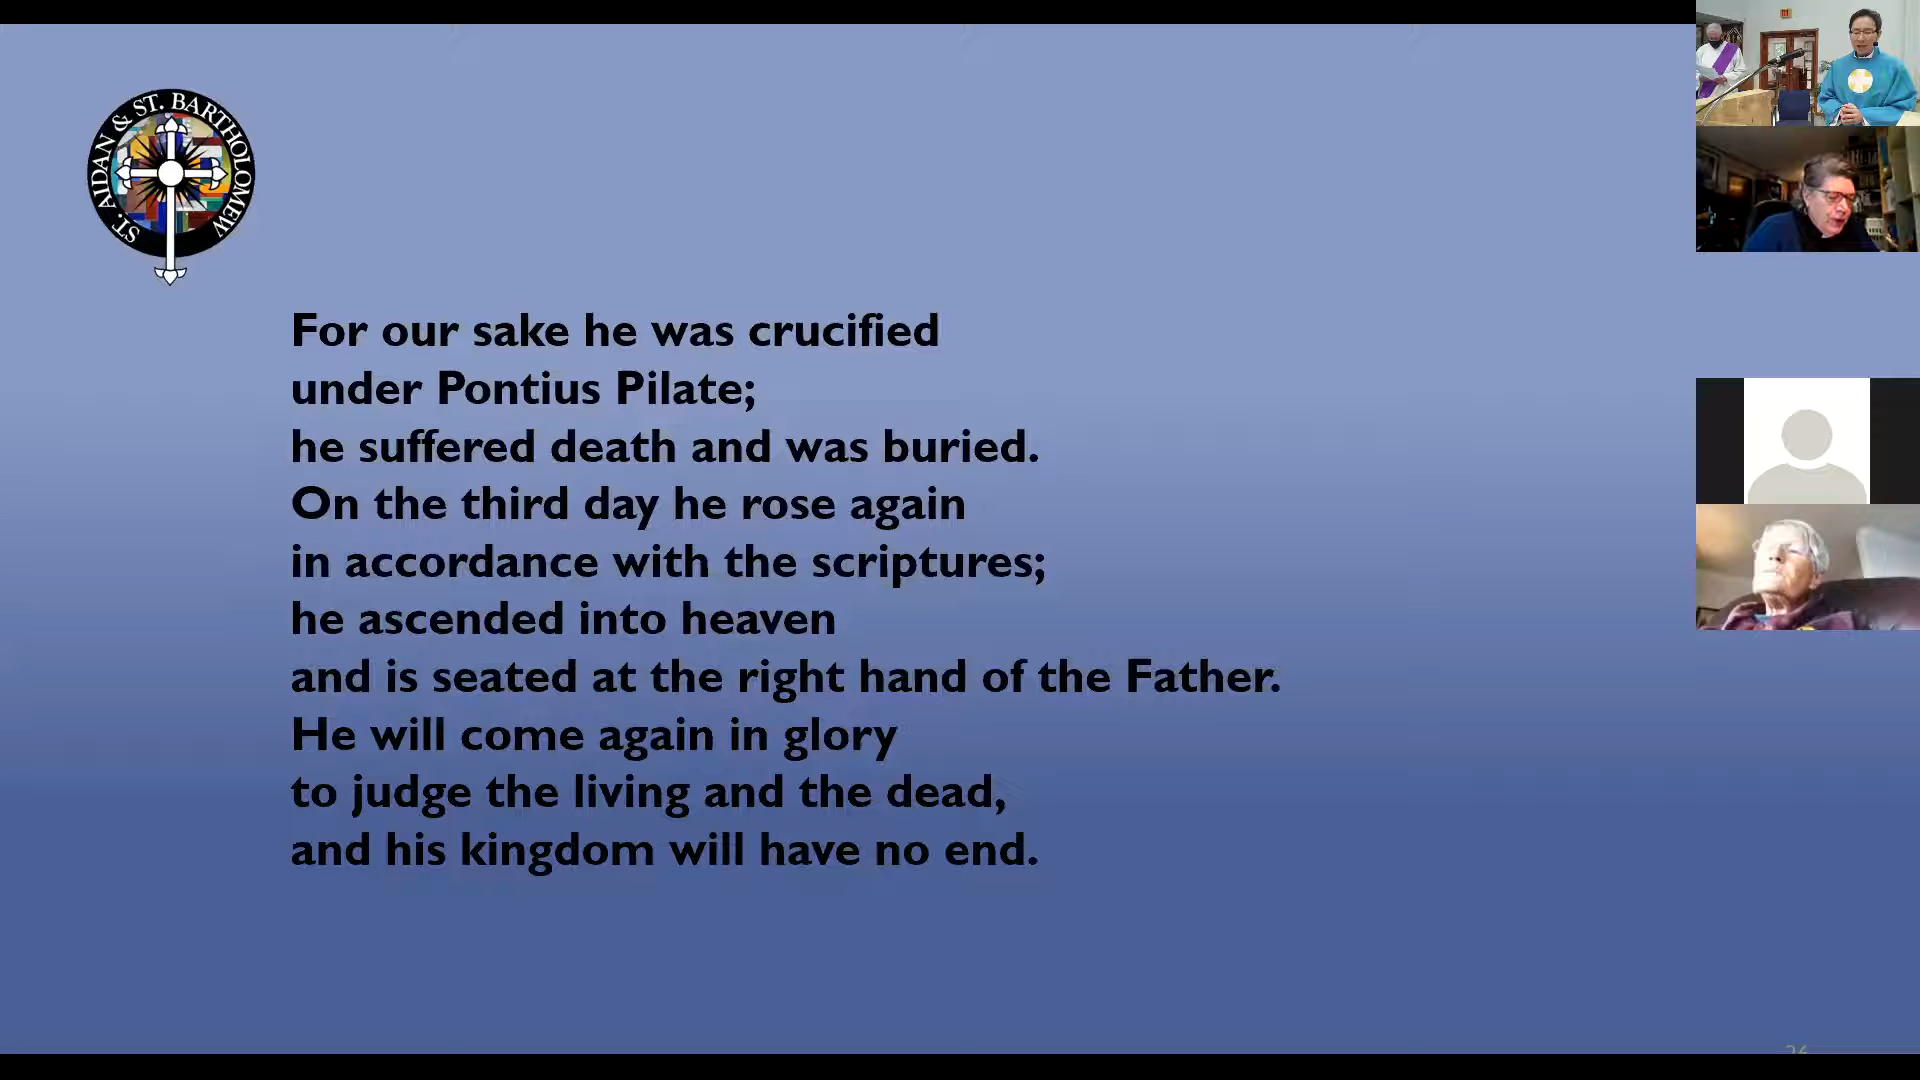 ST. AIDAN & ST. BARTHOLOMEW
For our sake he was crucified
under Pontius Pilate;
he suffered death and was buried.
On the third day he rose again
in accordance with the scriptures;
he ascended into heaven
and is seated at the right hand of the Father.
He will come again in glory
to judge the living and the dead,
and his kingdom will have no end.